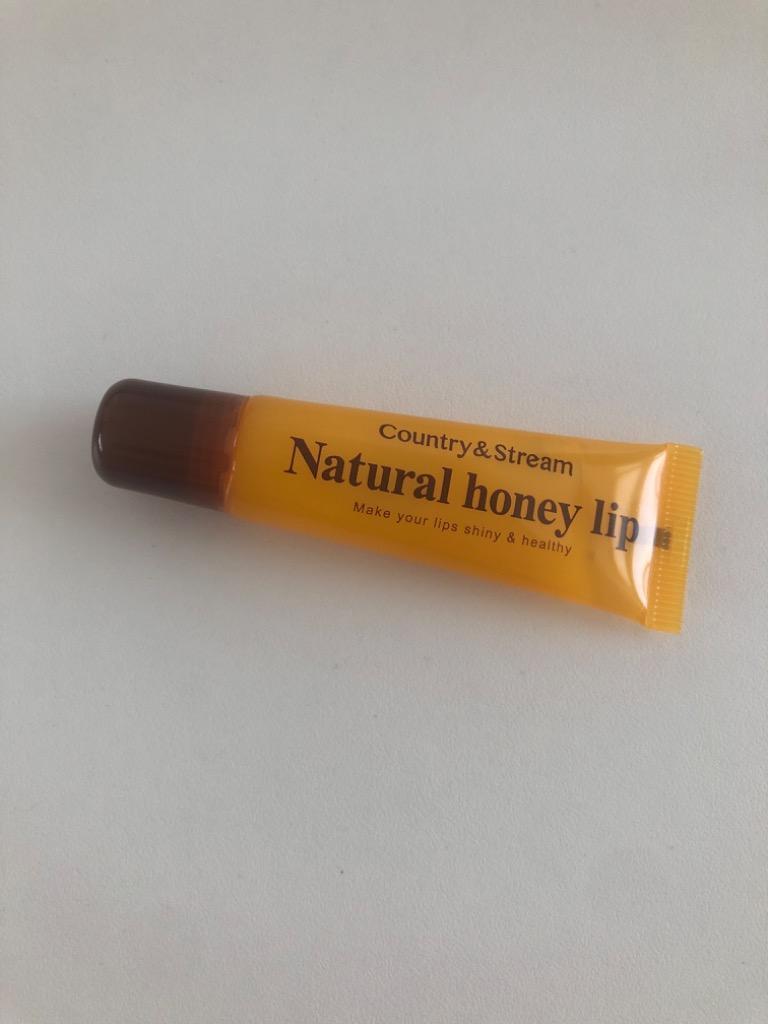 Country&Stream
Natural honey lip
Make your lips shiny & healthy